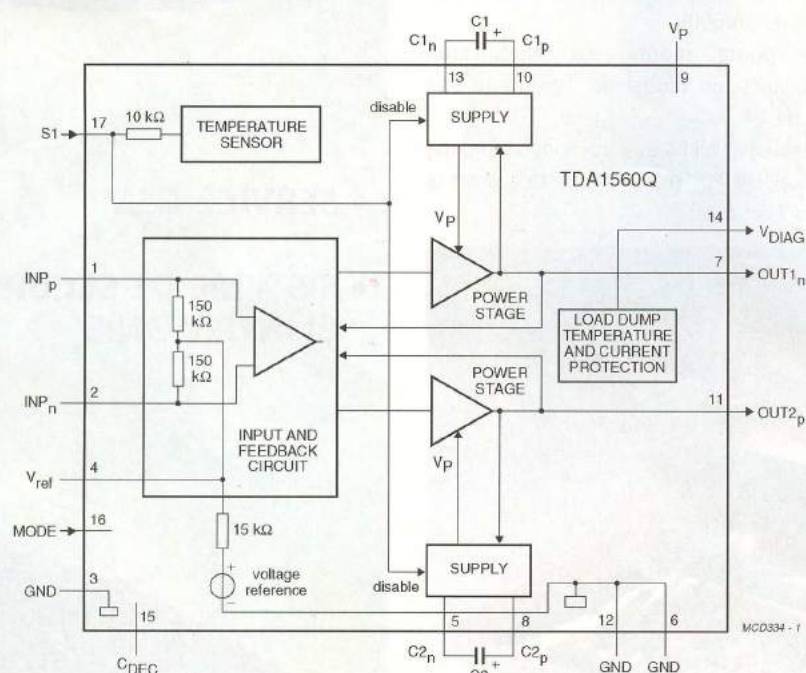 C1
C1n
+
C1p
VP
13
10
9
disable
SUPPLY
17
10 kΩ
S1
TEMPERATURE
SENSOR
TDA1560Q
VP
14
VDIAG
INPp
1
7
OUT1n
150
kΩ
POWER
STAGE
LOAD DUMP
TEMPERATURE
AND CURRENT
PROTECTION
150
kΩ
POWER
STAGE
INPn
2
11
OUT2p
INPUT AND
FEEDBACK
CIRCUIT
VP
Vref
4
MODE
16
15 kΩ
SUPPLY
+
voltage
reference
−
disable
GND
3
15
5
8
12
6
MCD334 - 1
CDEC
C2n
+
C2p
GND
GND